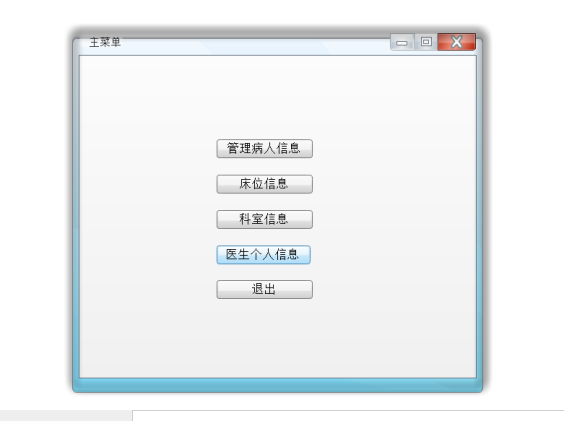 主菜单
管理病人信息
床位信息
科室信息
医生个人信息
退出